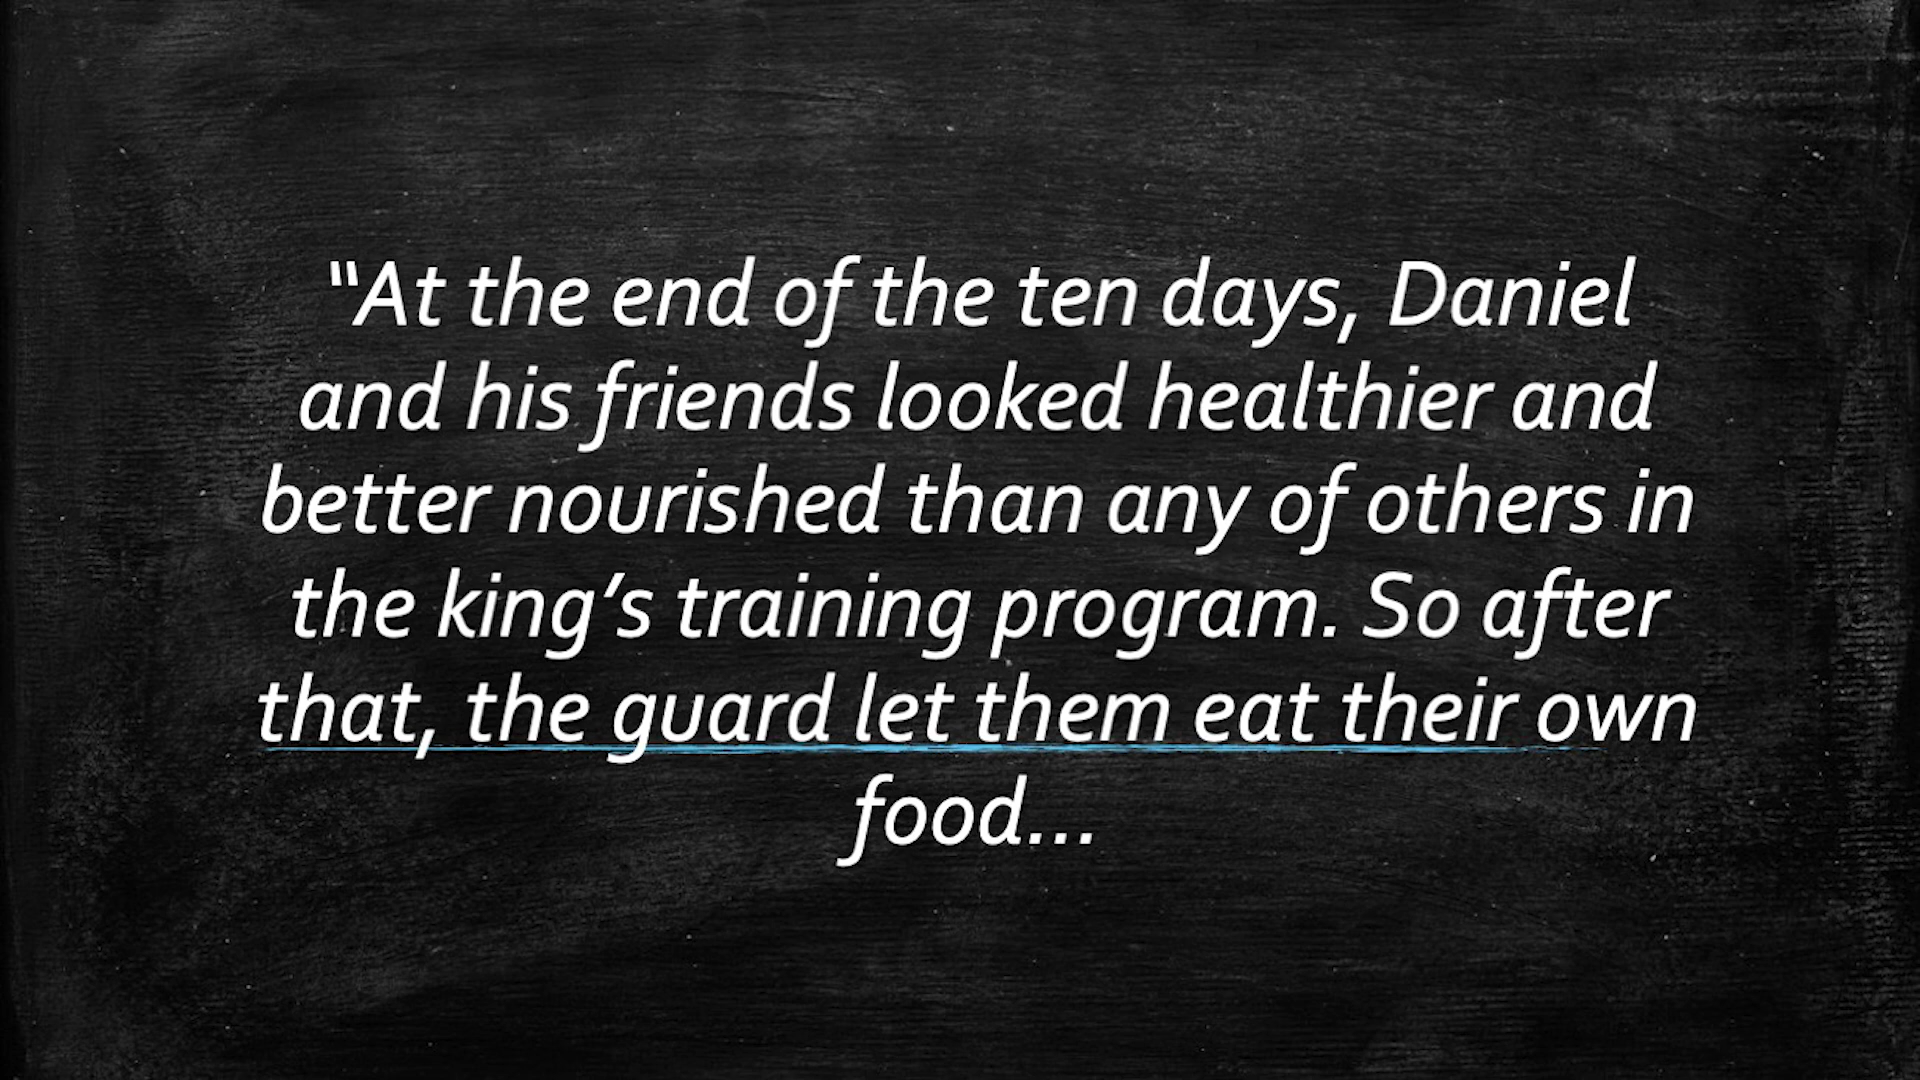 “At the end of the ten days, Daniel
and his friends looked healthier and
better nourished than any of others in
the king’s training program. So after
that, the guard let them eat their own
food…